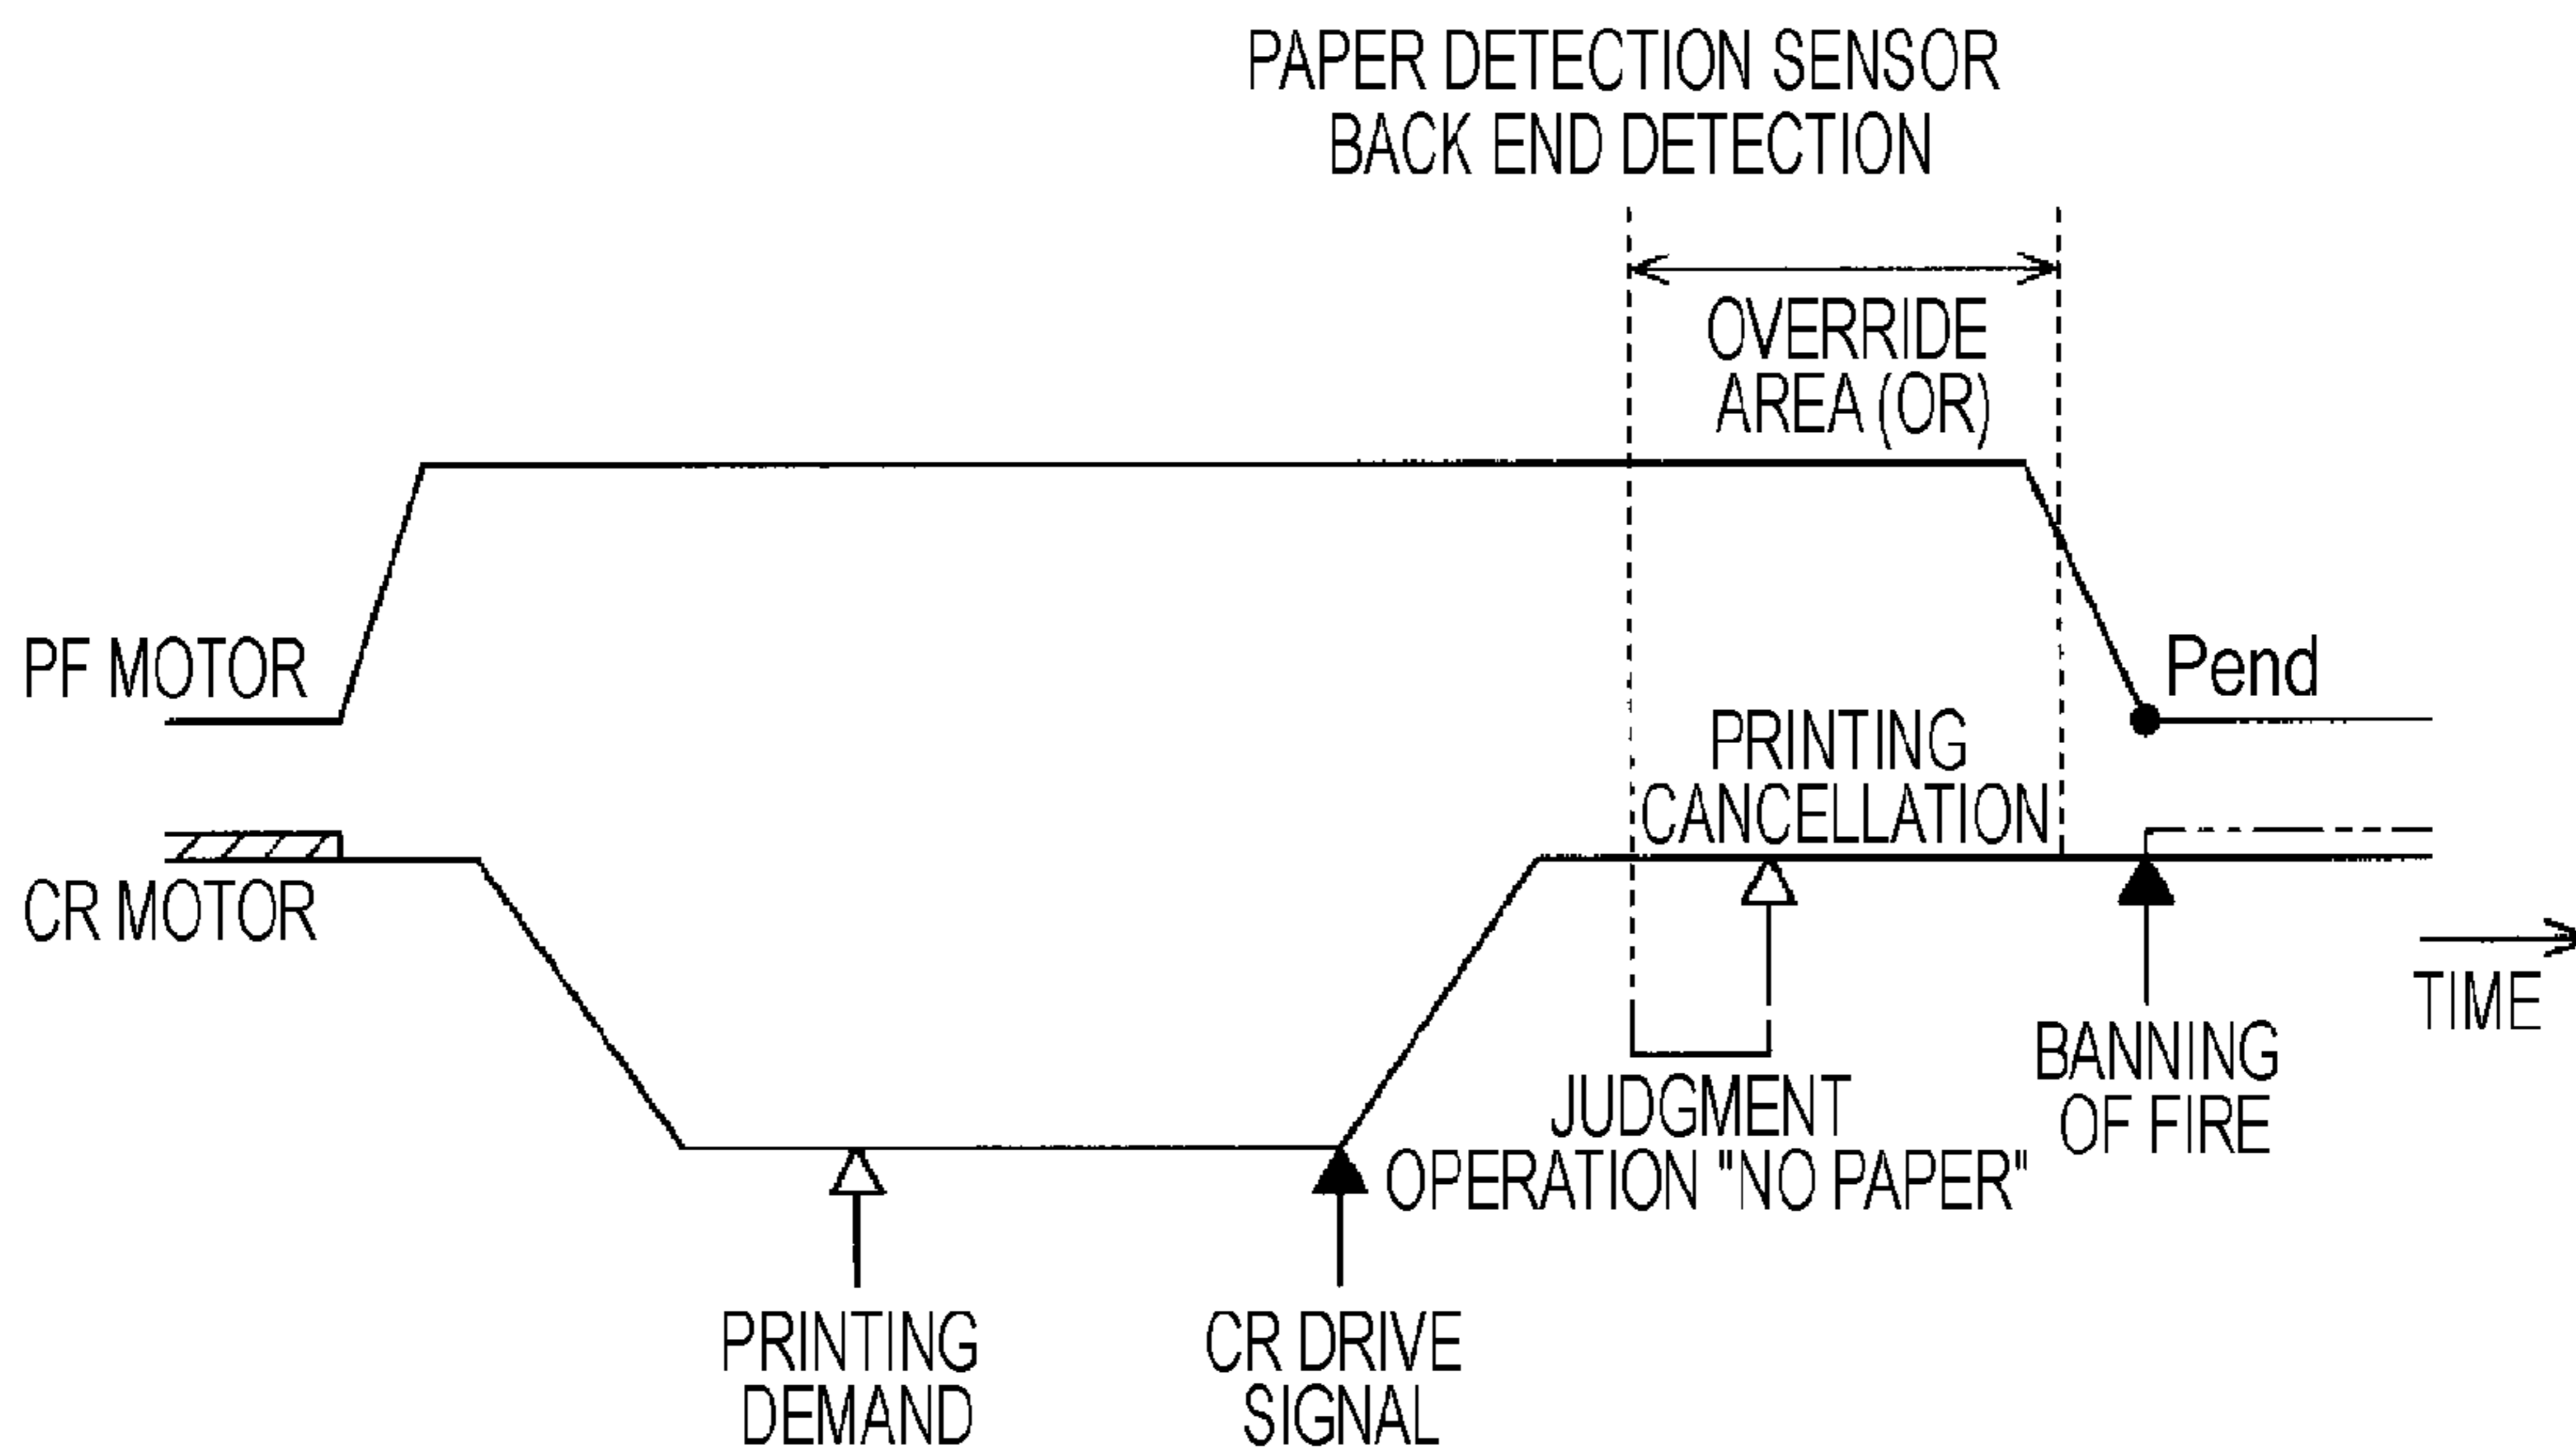 PAPER DETECTION SENSOR
BACK END DETECTION
OVERRIDE
AREA (OR)
PF MOTOR
Pend
PRINTING
CANCELLATION
CR MOTOR
TIME
BANNING
OF FIRE
JUDGMENT
OPERATION "NO PAPER"
PRINTING
DEMAND
CR DRIVE
SIGNAL